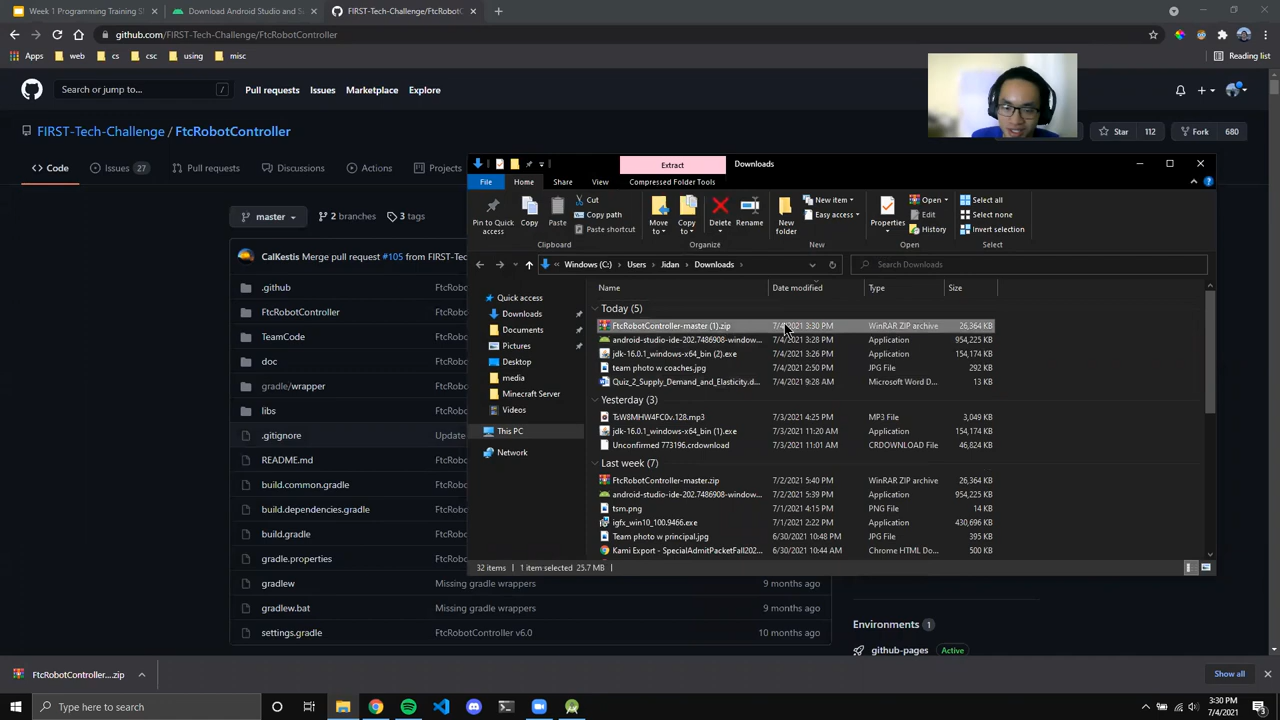 Week 1 Programming Training S
Download Android Studio and S
FIRST-Tech-Challenge/FtcRobotC
github.com/FIRST-Tech-Challenge/FtcRobotController
Apps
web
cs
csc
using
misc
Reading list
Search or jump to...
/
Pull requests
Issues
Marketplace
Explore
FIRST-Tech-Challenge / FtcRobotController
Star 112
Fork 680
Code
Issues 27
Pull requests
Discussions
Actions
Projects
master
2 branches
3 tags
CalKestis Merge pull request #105 from FIRST-Tech-C
.github
FtcRo
FtcRobotController
FtcRo
TeamCode
FtcRo
doc
FtcRo
gradle/wrapper
FtcRo
libs
FtcRo
.gitignore
Update
README.md
FtcRo
build.common.gradle
FtcRo
build.dependencies.gradle
FtcRo
build.gradle
FtcRo
gradle.properties
FtcRo
gradlew
Missing gradle wrappers
9 months ago
gradlew.bat
Missing gradle wrappers
9 months ago
settings.gradle
FtcRobotController v6.0
10 months ago
Environments 1
github-pages Active
Extract
Downloads
File
Home
Share
View
Compressed Folder Tools
Pin to Quick access
Copy
Paste
Cut
Copy path
Paste shortcut
Clipboard
Move to
Copy to
Delete
Rename
Organize
New folder
New item
Easy access
New
Properties
Open
Edit
History
Open
Select all
Select none
Invert selection
Select
« Windows (C:) › Users › Jidan › Downloads ›
Search Downloads
Quick access
Downloads
Documents
Pictures
Desktop
media
Minecraft Server
Videos
This PC
Network
Name Date modified Type Size
Today (5)
FtcRobotController-master (1).zip 7/4/2021 3:30 PM WinRAR ZIP archive 26,364 KB
android-studio-ide-202.7486908-window... 7/4/2021 3:28 PM Application 954,225 KB
jdk-16.0.1_windows-x64_bin (2).exe 7/4/2021 3:26 PM Application 154,174 KB
team photo w coaches.jpg 7/4/2021 2:50 PM JPG File 292 KB
Quiz_2_Supply_Demand_and_Elasticity.d... 7/4/2021 9:28 AM Microsoft Word D... 13 KB
Yesterday (3)
TsW8MHW4FC0v.128.mp3 7/3/2021 4:25 PM MP3 File 3,049 KB
jdk-16.0.1_windows-x64_bin (1).exe 7/3/2021 11:20 AM Application 154,174 KB
Unconfirmed 773196.crdownload 7/3/2021 11:01 AM CRDOWNLOAD File 46,824 KB
Last week (7)
FtcRobotController-master.zip 7/2/2021 5:40 PM WinRAR ZIP archive 26,364 KB
android-studio-ide-202.7486908-window... 7/2/2021 5:39 PM Application 954,225 KB
tsm.png 7/1/2021 4:15 PM PNG File 14 KB
igfx_win10_100.9466.exe 7/1/2021 2:22 PM Application 430,696 KB
Team photo w principal.jpg 6/30/2021 10:48 PM JPG File 395 KB
Kami Export - SpecialAdmitPacketFall202... 6/30/2021 10:44 AM Chrome HTML Do... 500 KB
32 items 1 item selected 25.7 MB
FtcRobotController....zip
Show all
Type here to search
3:30 PM
7/4/2021
3